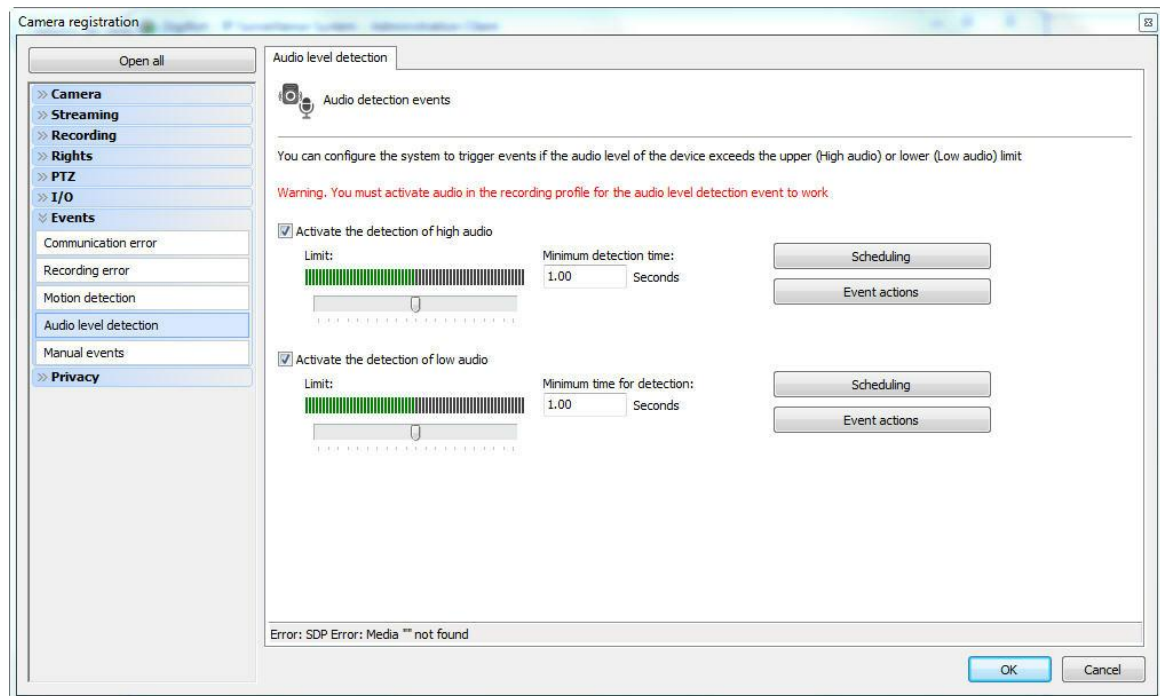 Camera registration
Open all
Camera
Streaming
Recording
Rights
PTZ
I/O
Events
Communication error
Recording error
Motion detection
Audio level detection
Manual events
Privacy
Audio level detection
Audio detection events
You can configure the system to trigger events if the audio level of the device exceeds the upper (High audio) or lower (Low audio) limit
Warning. You must activate audio in the recording profile for the audio level detection event to work
Activate the detection of high audio
Limit:
Minimum detection time:
1.00 Seconds
Scheduling
Event actions
Activate the detection of low audio
Limit:
Minimum time for detection:
1.00 Seconds
Scheduling
Event actions
Error: SDP Error: Media "" not found
OK Cancel